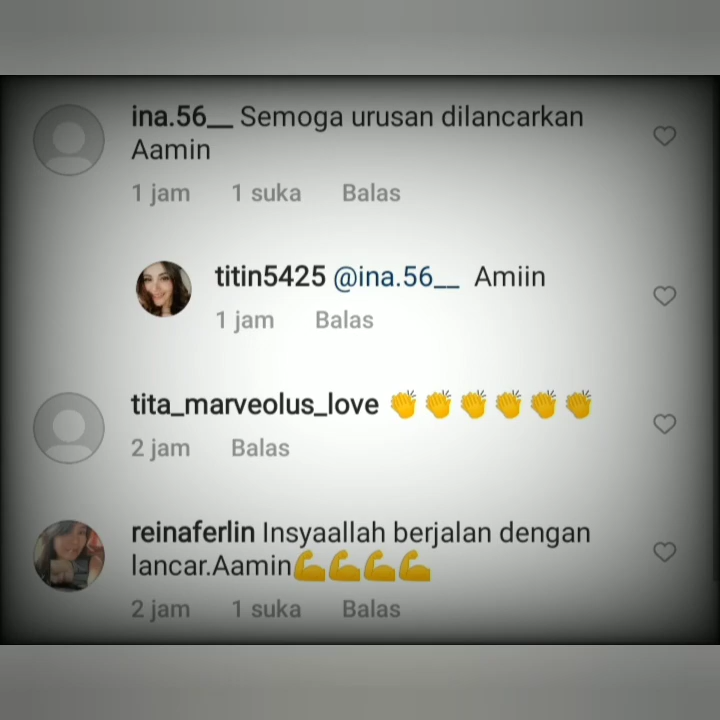 ina.56__ Semoga urusan dilancarkan
Aamin
1 jam 1 suka Balas
titin5425 @ina.56__ Amiin
1 jam Balas
tita_marveolus_love 👏👏👏👏👏👏
2 jam Balas
reinaferlin Insyaallah berjalan dengan
lancar.Aamin💪💪💪💪
2 jam 1 suka Balas